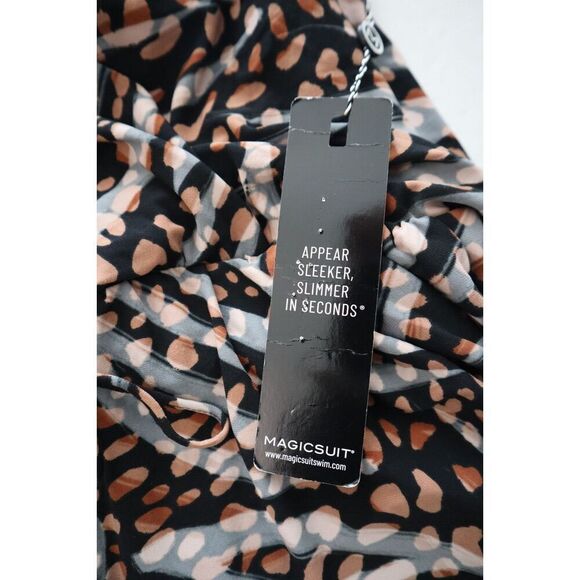 APPEAR
SLEEKER,
SLIMMER
IN SECONDS®
MAGICSUIT®
www.magicsuitswim.com